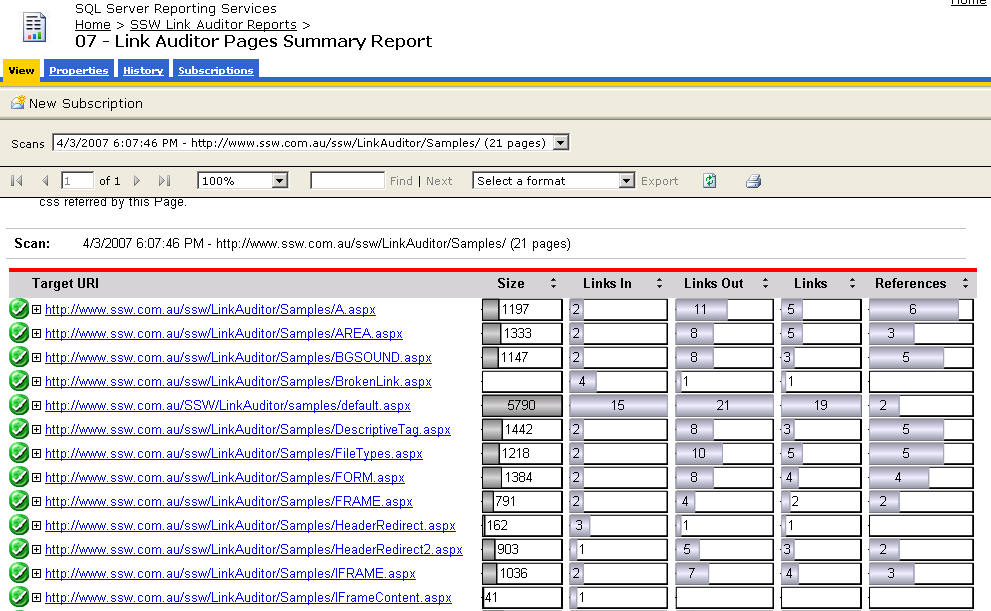 SQL Server Reporting Services
Home
Home > SSW Link Auditor Reports >
07 - Link Auditor Pages Summary Report
View Properties History Subscriptions
New Subscription
Scans 4/3/2007 6:07:46 PM - http://www.ssw.com.au/ssw/LinkAuditor/Samples/ (21 pages)
1 of 1 100% Find | Next Select a format Export
css referred by this Page.
Scan: 4/3/2007 6:07:46 PM - http://www.ssw.com.au/ssw/LinkAuditor/Samples/ (21 pages)
Target URI Size Links In Links Out Links References
http://www.ssw.com.au/ssw/LinkAuditor/Samples/A.aspx 1197 2 11 5 6
http://www.ssw.com.au/ssw/LinkAuditor/Samples/AREA.aspx 1333 2 8 5 3
http://www.ssw.com.au/ssw/LinkAuditor/Samples/BGSOUND.aspx 1147 2 8 3 5
http://www.ssw.com.au/ssw/LinkAuditor/Samples/BrokenLink.aspx 4 1 1
http://www.ssw.com.au/SSW/LinkAuditor/samples/default.aspx 5790 15 21 19 2
http://www.ssw.com.au/ssw/LinkAuditor/Samples/DescriptiveTag.aspx 1442 2 8 3 5
http://www.ssw.com.au/ssw/LinkAuditor/Samples/FileTypes.aspx 1218 2 10 5 5
http://www.ssw.com.au/ssw/LinkAuditor/Samples/FORM.aspx 1384 2 8 4 4
http://www.ssw.com.au/ssw/LinkAuditor/Samples/FRAME.aspx 791 2 4 2 2
http://www.ssw.com.au/ssw/LinkAuditor/Samples/HeaderRedirect.aspx 162 3 1 1
http://www.ssw.com.au/ssw/LinkAuditor/Samples/HeaderRedirect2.aspx 903 1 5 3 2
http://www.ssw.com.au/ssw/LinkAuditor/Samples/IFRAME.aspx 1036 2 7 4 3
http://www.ssw.com.au/ssw/LinkAuditor/Samples/IFrameContent.aspx 41 1